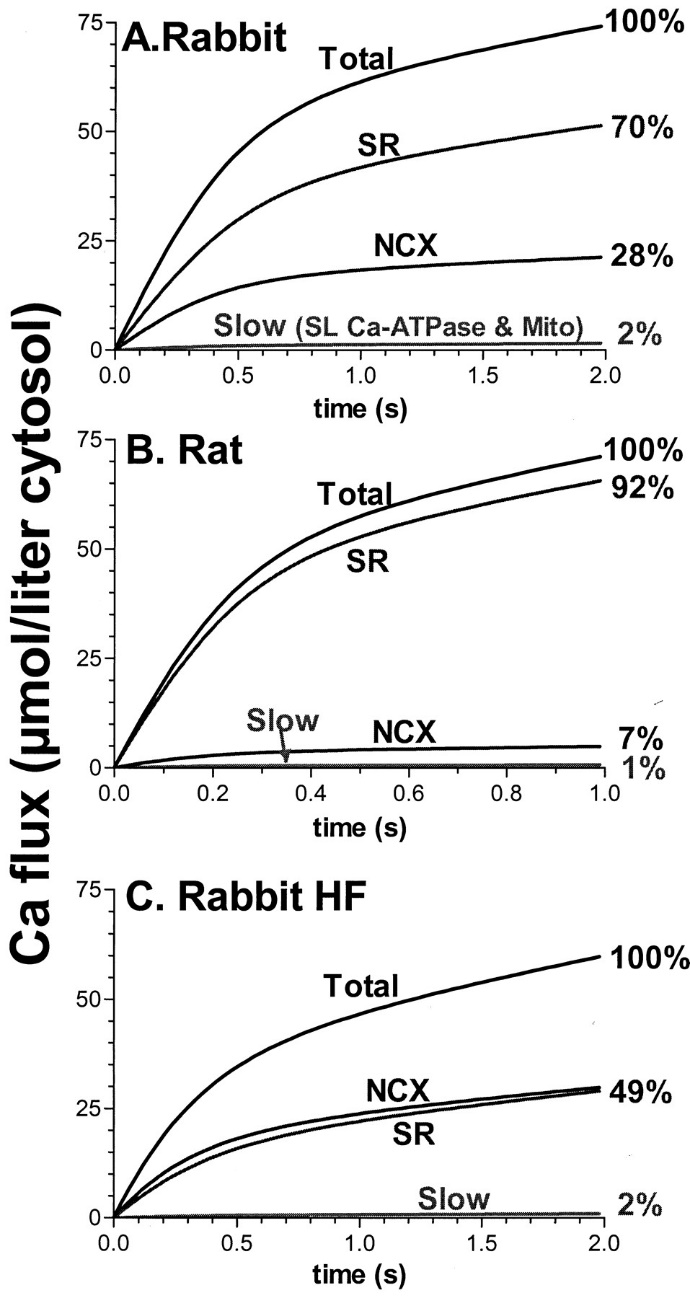 Ca flux (µmol/liter cytosol)
A.Rabbit
75
50
25
0
Total
100%
SR
70%
NCX
28%
Slow (SL Ca-ATPase & Mito)
2%
0.0 0.5 1.0 1.5 2.0
time (s)
B. Rat
75
50
25
0
Total
100%
92%
SR
Slow
NCX
7%
1%
0.0 0.2 0.4 0.6 0.8 1.0
time (s)
C. Rabbit HF
75
50
25
0
Total
100%
NCX
49%
SR
Slow
2%
0.0 0.5 1.0 1.5 2.0
time (s)